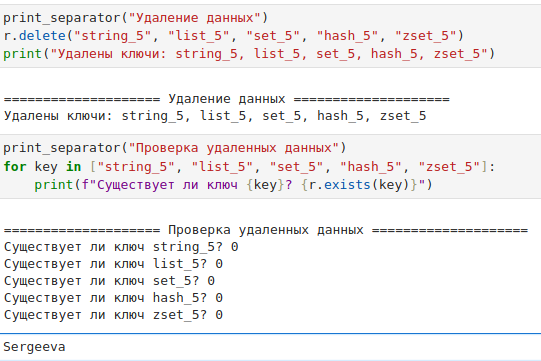 print_separator("Удаление данных")
r.delete("string_5", "list_5", "set_5", "hash_5", "zset_5")
print("Удалены ключи: string_5, list_5, set_5, hash_5, zset_5")
==================== Удаление данных ====================
Удалены ключи: string_5, list_5, set_5, hash_5, zset_5
print_separator("Проверка удаленных данных")
for key in ["string_5", "list_5", "set_5", "hash_5", "zset_5"]:
    print(f"Существует ли ключ {key}? {r.exists(key)}")
==================== Проверка удаленных данных ====================
Существует ли ключ string_5? 0
Существует ли ключ list_5? 0
Существует ли ключ set_5? 0
Существует ли ключ hash_5? 0
Существует ли ключ zset_5? 0
Sergeeva